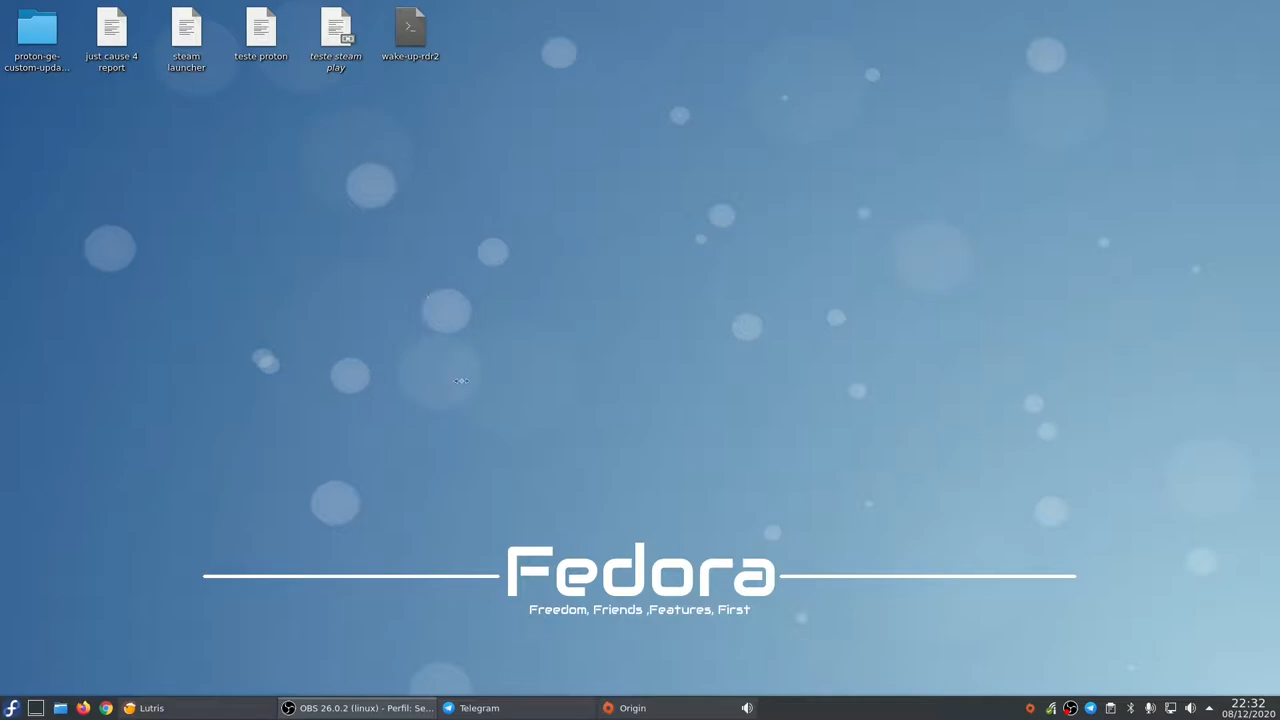 proton-ge-
custom-upda...
just cause 4
report
steam
launcher
teste proton
teste steam
play
wake-up-rdr2
Fedora
Freedom, Friends ,Features, First
Lutris
OBS 26.0.2 (linux) - Perfil: Se...
Telegram
Origin
22:32
08/12/2020